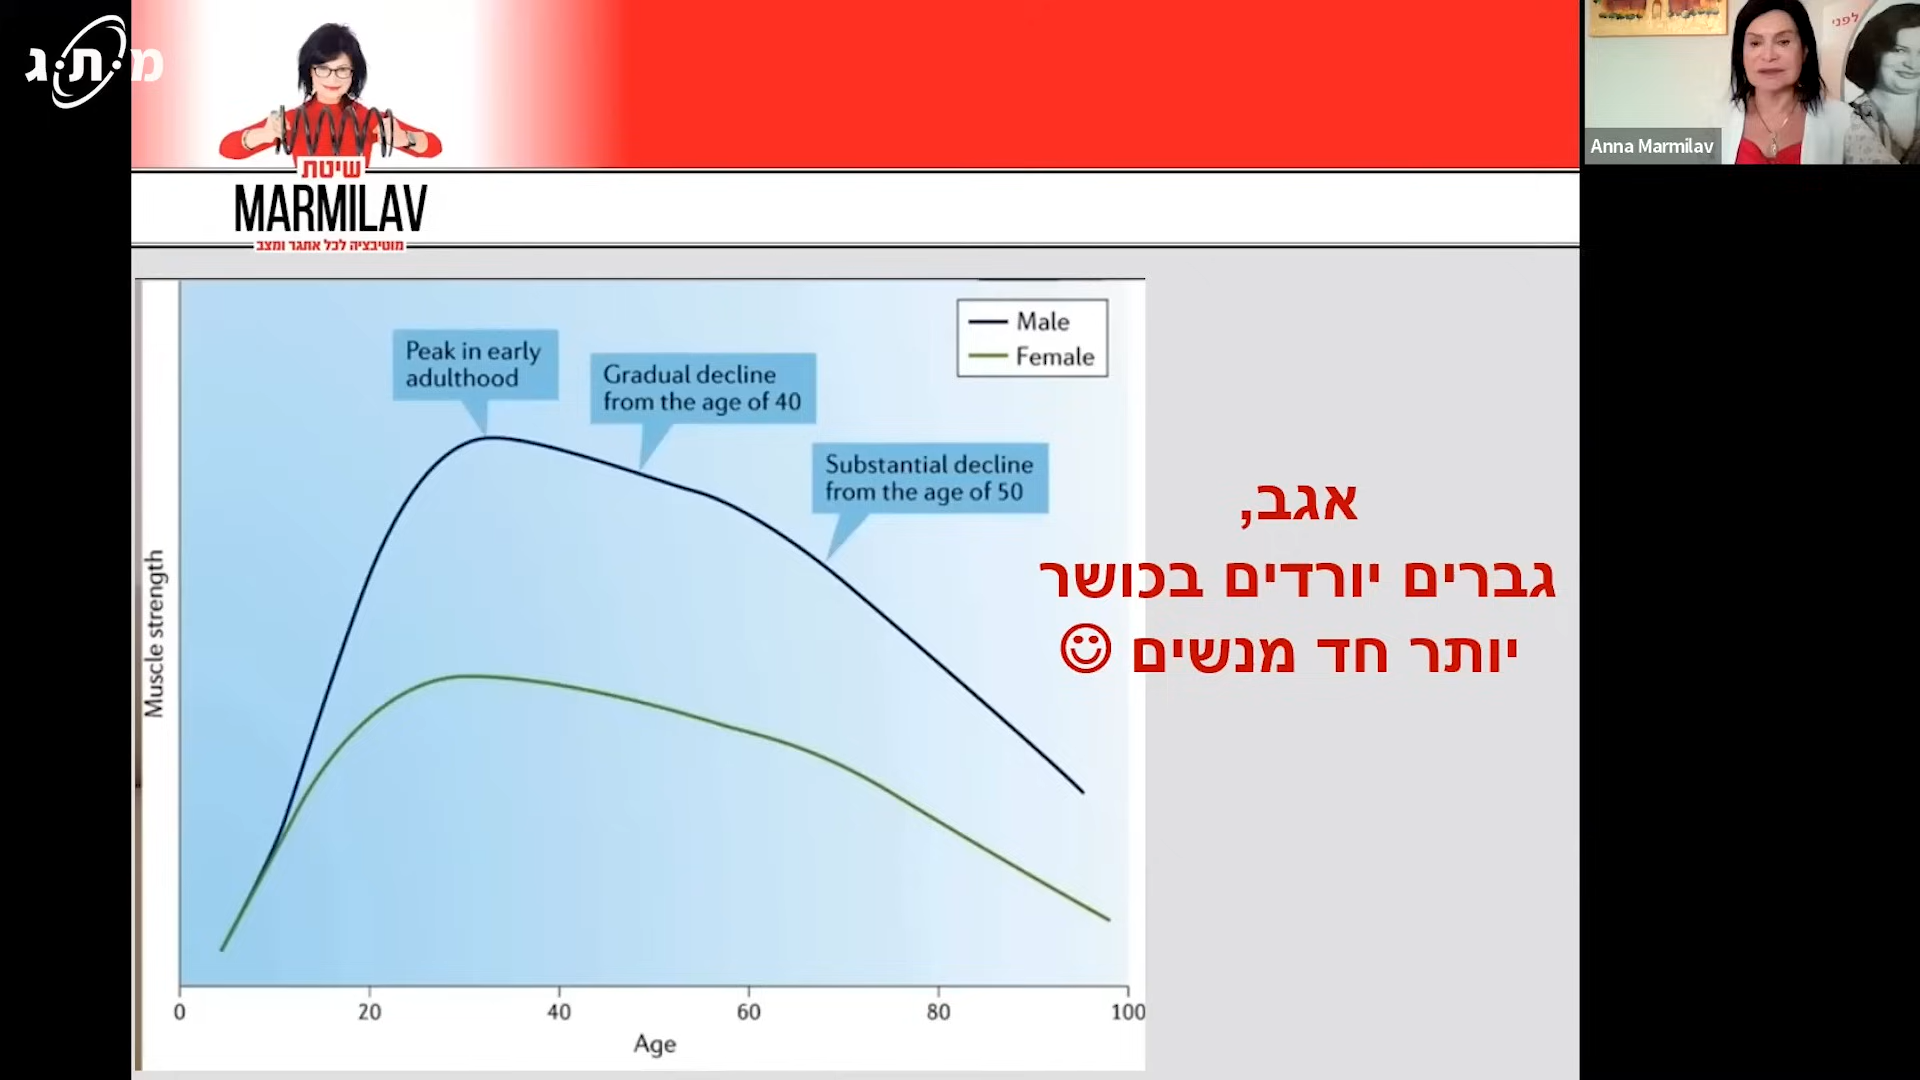 מ.ת.ג
שיטת
MARMILAV
מוטיבציה לכל אתגר ומצב
לפני
Anna Marmilav
Male
Female
Peak in early
adulthood
Gradual decline
from the age of 40
Substantial decline
from the age of 50
Muscle strength
0 20 40 60 80 100
Age
אגב,
גברים יורדים בכושר
יותר חד מנשים ☺